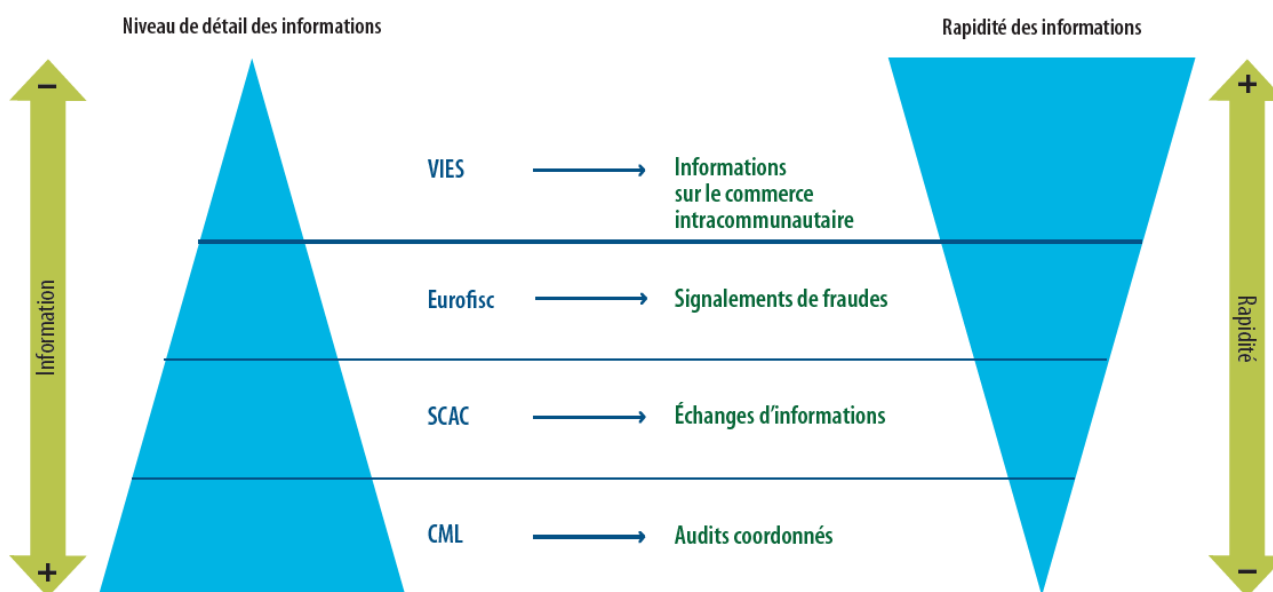 Niveau de détail des informations
Rapidité des informations
−
+
VIES
Informations
sur le commerce
intracommunautaire
Information
Rapidité
Eurofisc
Signalements de fraudes
SCAC
Échanges d'informations
CML
Audits coordonnés
+
−